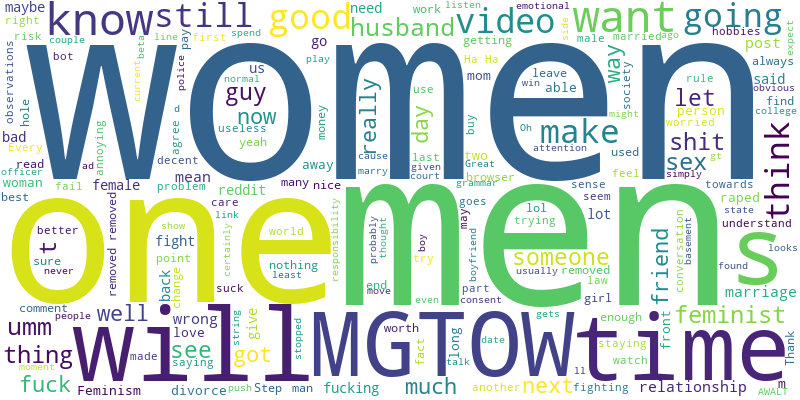 women
one
men
will
MGTOW
time
know
still
good
video
want
going
husband
maybe
right
risk
couple
beta
line
first
spend
pay
police
current
bot
normal
us
guy
now
useless
yeah
decent
agree
d
observations
hole
annoying
bad
Every
read
ad
officer
woman
best
fail
female
problem
mean
reddit
many
nice
away
money
play
go
Ha Ha
mom
need
work
listen
emotional
getting
side
male
married
ago
hobbies
post
always
expect
way
leave
able
win
society
let
rule
said
person
worried
obvious
find
college
might
shit
used
make
attention
Oh
buy
use
day
really
cause
marry
given
court
last
two
Great
browser
grammar
sex
gt
simply
think
sense
feel
seem
towards
raped
state
understand
looks
lot
goes
may
lol
trying
someone
usually
removed
law
girl
friend
conversation
basement
found
marriage
s
consent
boyfriend
part
try
boy
thought
probably
responsibility
end
move
even
better
t
sure
never
removed removed
fight
point
show
care
link
certainly
world
nothing
least
suck
change
back
comment
people
umm
well
wrong
love
saying
see
made
thing
moment
fuck
Feminism
divorce
got
give
string
stopped
push
Step
man
fucking
worth
fact
long
talk
much
date
gets
another
next
ll
fighting
enough
staying
watch
front
feminist
relationship
m
Thank
AWALT